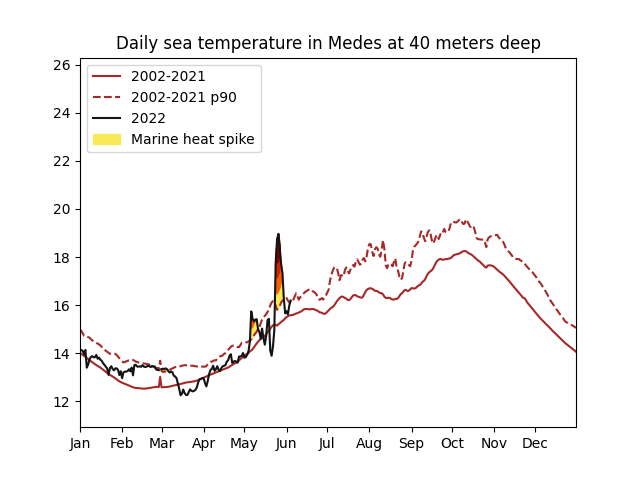 Daily sea temperature in Medes at 40 meters deep
2002-2021
2002-2021 p90
2022
Marine heat spike
26
24
22
20
18
16
14
12
Jan Feb Mar Apr May Jun Jul Aug Sep Oct Nov Dec